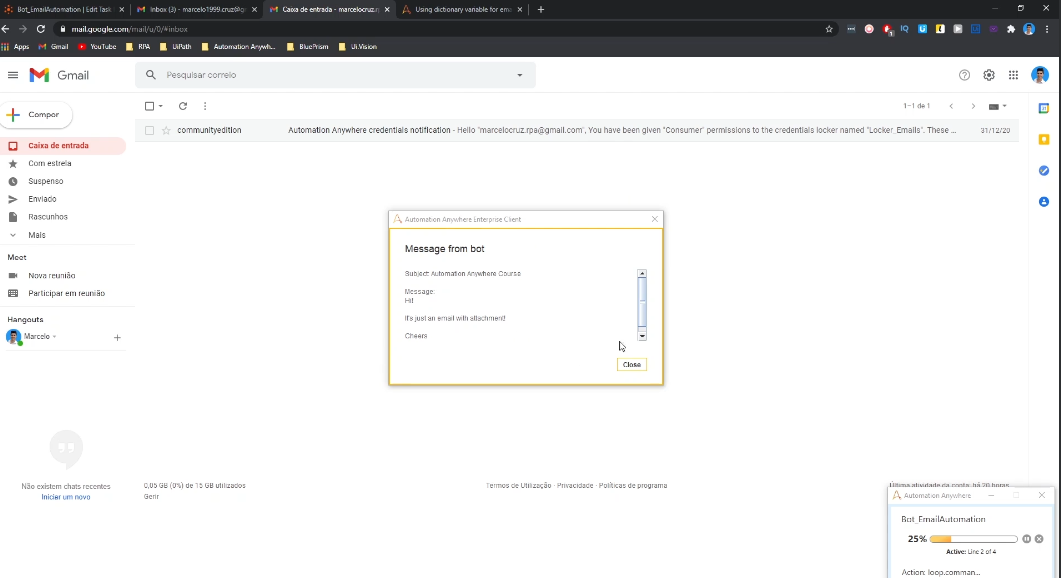 Bot_EmailAutomation | Edit Task
Inbox (3) - marcelo1999.cruz@g
Caixa de entrada - marcelocruz.r
Using dictionary variable for ema
mail.google.com/mail/u/0/#inbox
Apps
Gmail
YouTube
RPA
UiPath
Automation Anywh...
BluePrism
Ui.Vision
Gmail
Pesquisar correio
Compor
1-1 de 1
communityedition
Automation Anywhere credentials notification - Hello "marcelocruz.rpa@gmail.com", You have been given "Consumer" permissions to the credentials locker named "Locker_Emails". These ...
31/12/20
Caixa de entrada
Com estrela
Suspenso
Enviado
Rascunhos
Mais
Meet
Nova reunião
Participar em reunião
Hangouts
Marcelo
Não existem chats recentes
Iniciar um novo
Automation Anywhere Enterprise Client
Message from bot
Subject: Automation Anywhere Course
Message:
Hi!
It's just an email with attachment!
Cheers
Close
0,05 GB (0%) de 15 GB utilizados
Gerir
Termos de Utilização · Privacidade · Políticas de programa
Última atividade da conta: há 20 horas
Automation Anywhere
Bot_EmailAutomation
25%
Active: Line 2 of 4
Action: loop.comman...